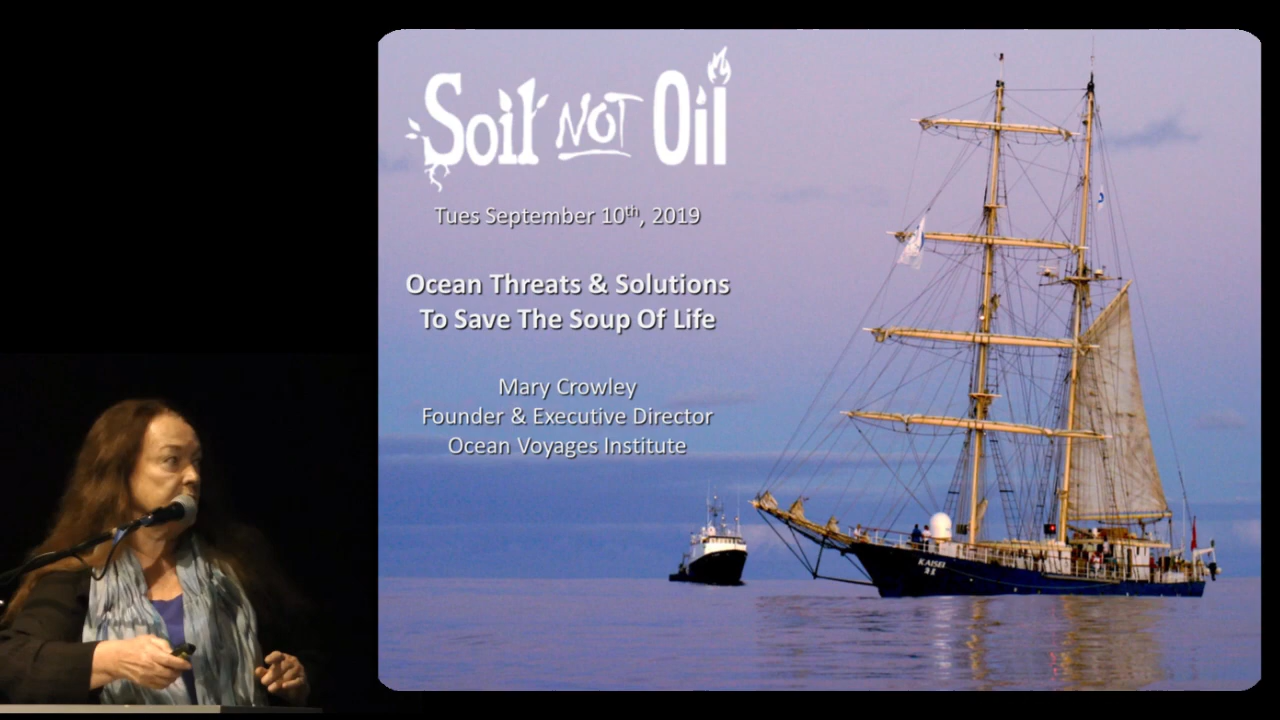 Soil NOT Oil
Tues September 10th, 2019
Ocean Threats & Solutions
To Save The Soup Of Life
Mary Crowley
Founder & Executive Director
Ocean Voyages Institute
KAISEI